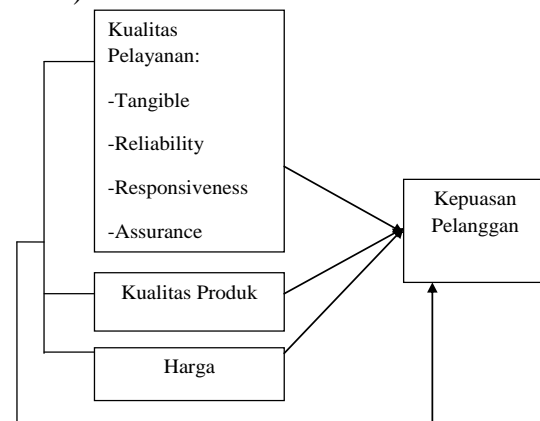 )
Kualitas
Pelayanan:
-Tangible
-Reliability
-Responsiveness
-Assurance
Kepuasan
Pelanggan
Kualitas Produk
Harga